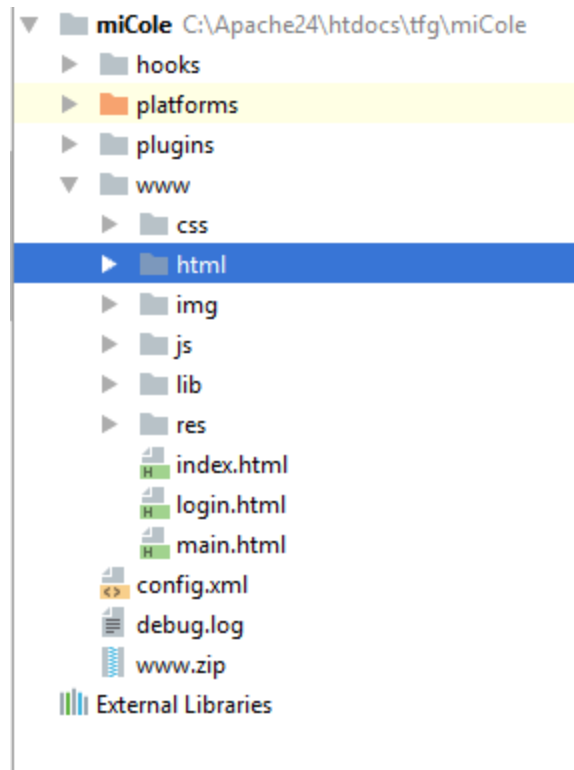 miCole C:\Apache24\htdocs\tfg\miCole
hooks
platforms
plugins
www
css
html
img
js
lib
res
H index.html
H login.html
H main.html
<> config.xml
debug.log
www.zip
External Libraries